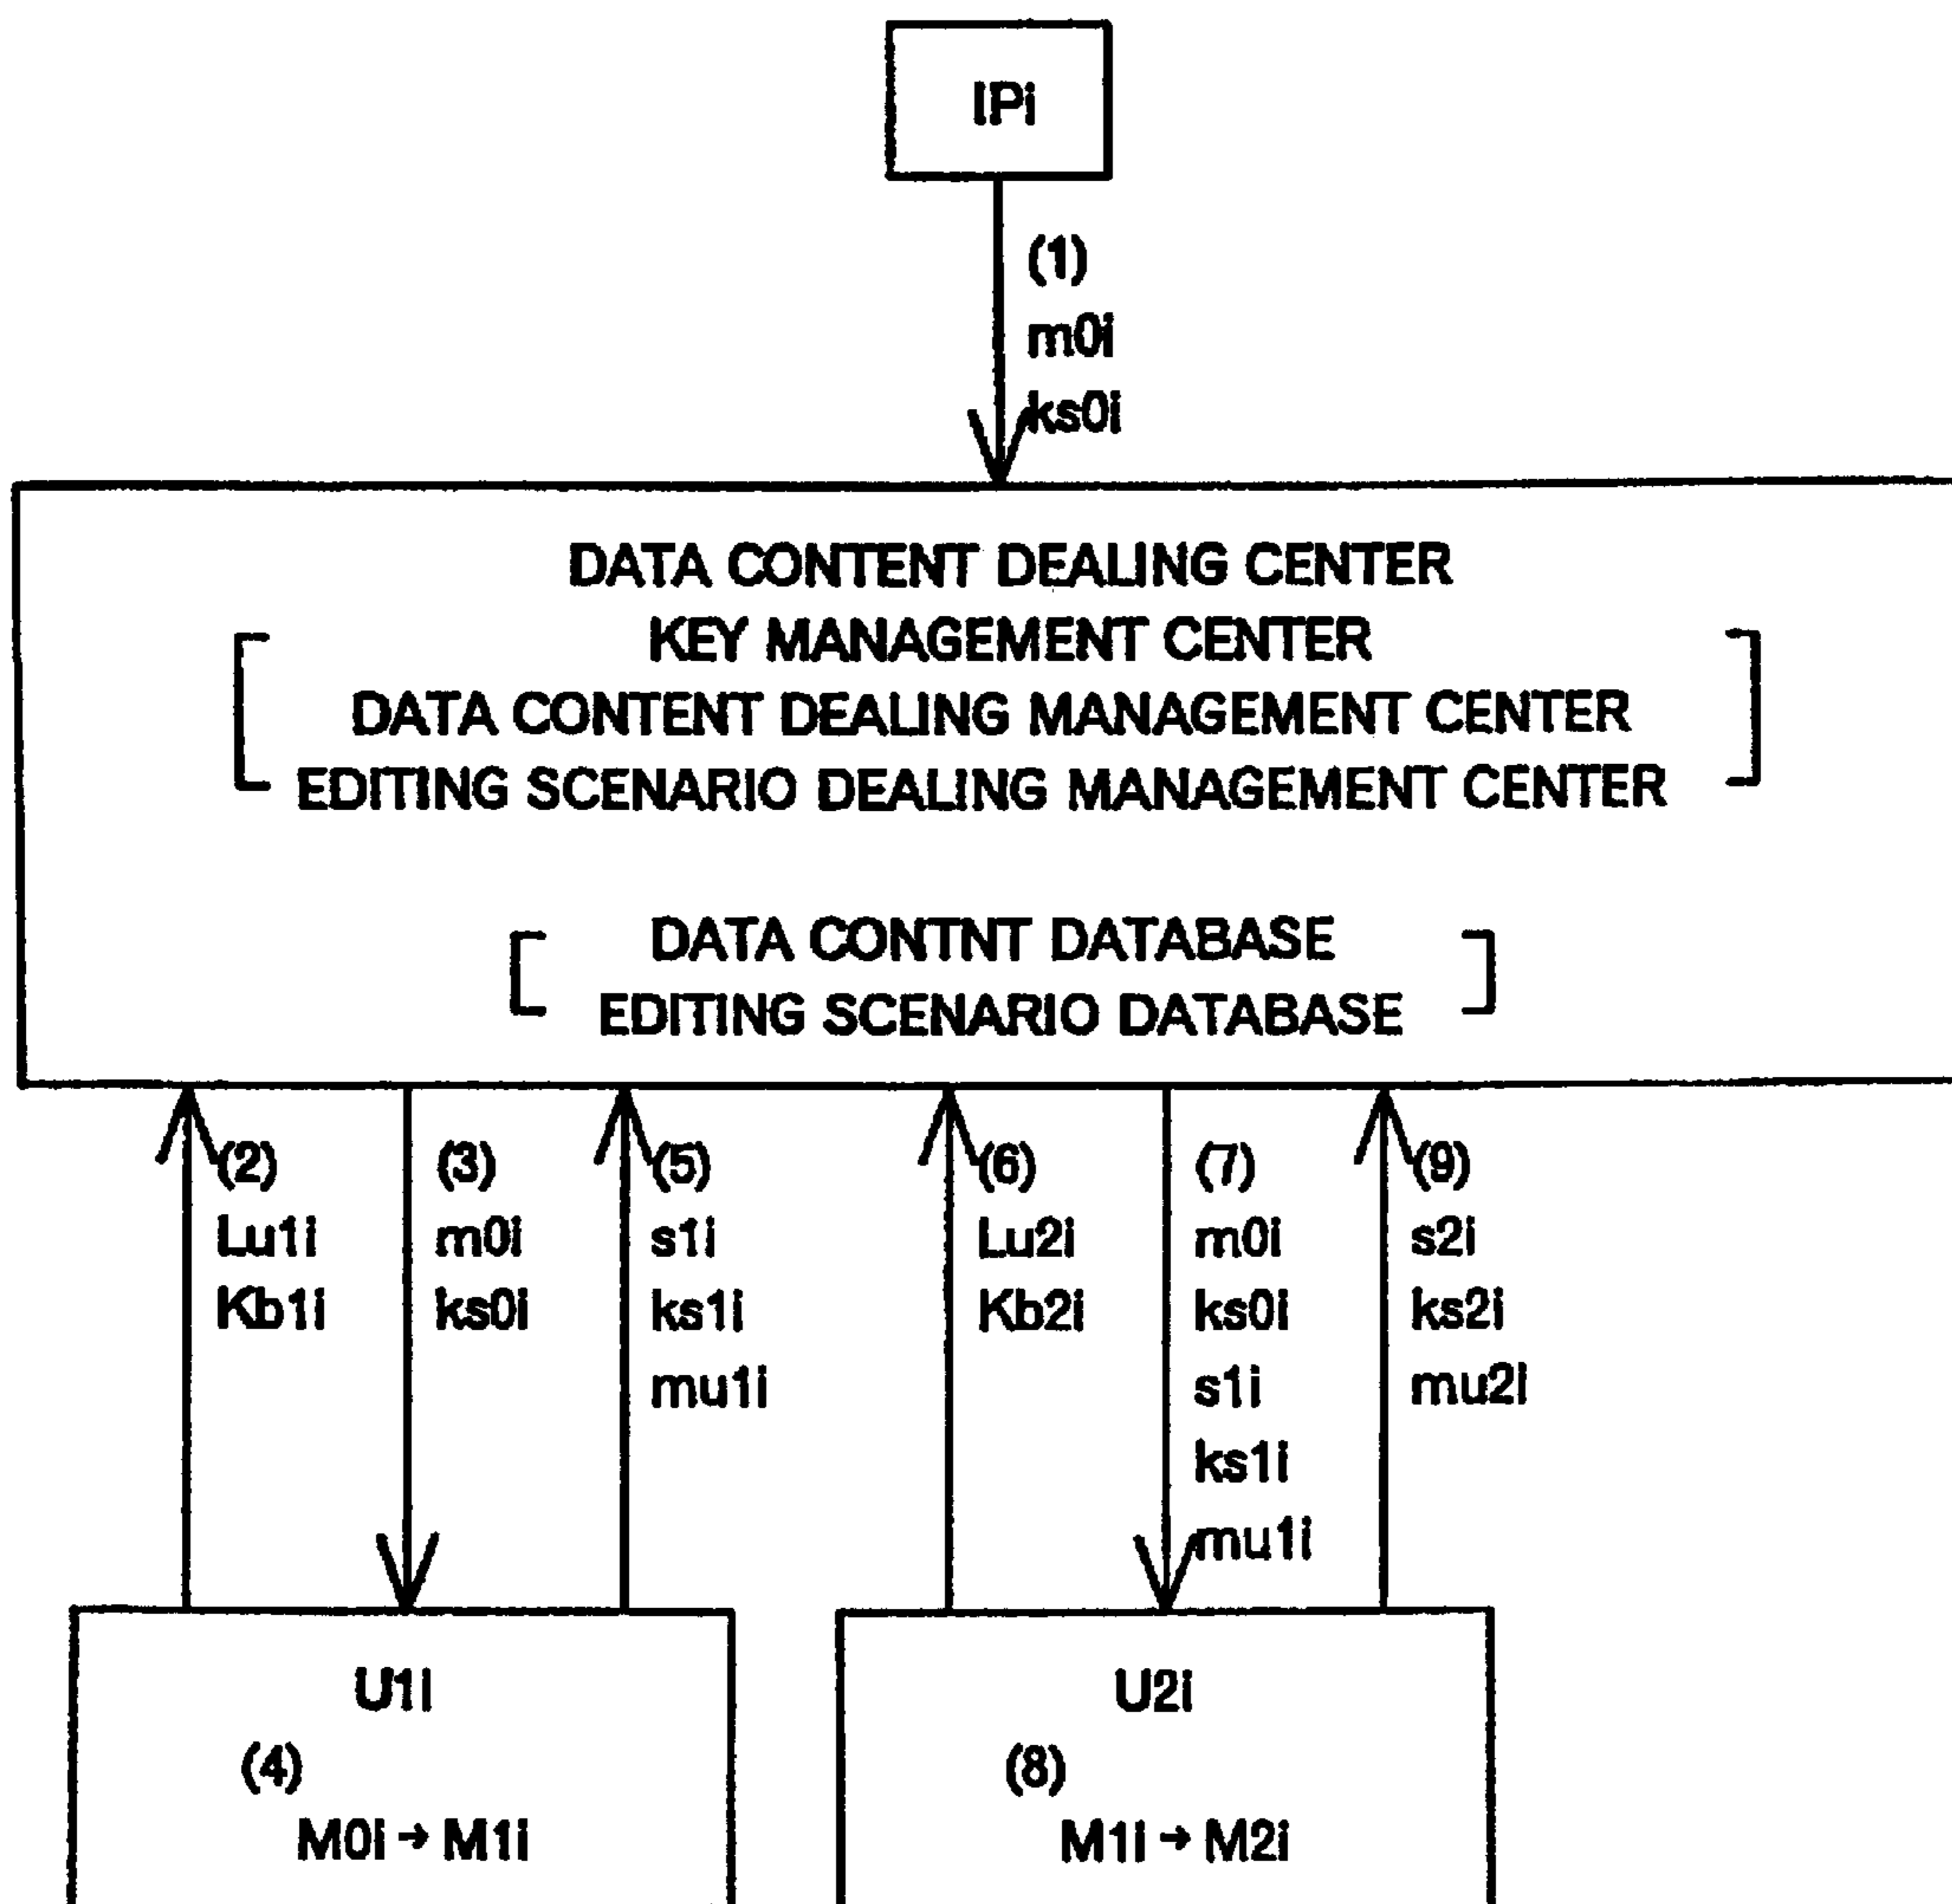 IPi
(1)
m0i
ks0i
DATA CONTENT DEALING CENTER
KEY MANAGEMENT CENTER
DATA CONTENT DEALING MANAGEMENT CENTER
EDITING SCENARIO DEALING MANAGEMENT CENTER
DATA CONTNT DATABASE
EDITING SCENARIO DATABASE
(2)
Lu1i
Kb1i
(3)
m0i
ks0i
(5)
s1i
ks1i
mu1i
(6)
Lu2i
Kb2i
(7)
m0i
ks0i
s1i
ks1i
mu1i
(9)
s2i
ks2i
mu2i
U1i
(4)
M0i → M1i
U2i
(8)
M1i → M2i